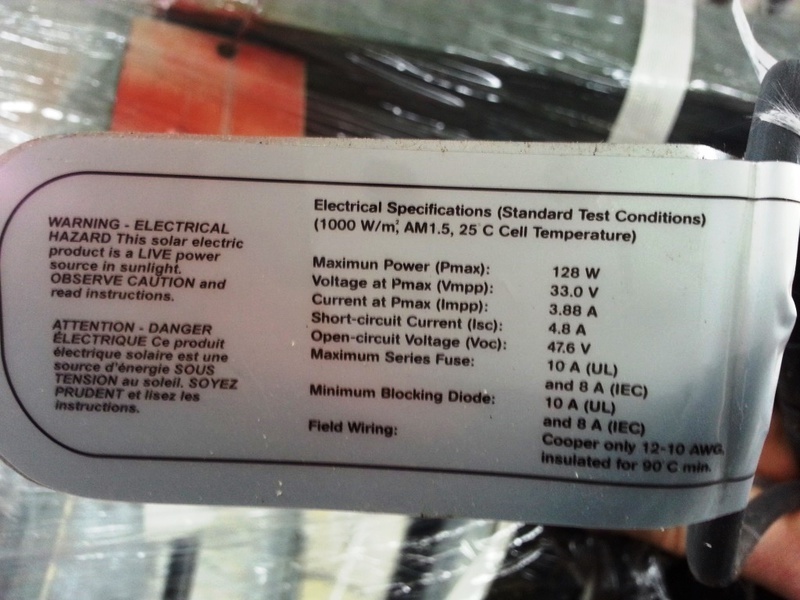 WARNING - ELECTRICAL
HAZARD This solar electric
product is a LIVE power
source in sunlight.
OBSERVE CAUTION and
read instructions.
ATTENTION - DANGER
ÉLECTRIQUE Ce produit
électrique solaire est une
source d'énergie SOUS
TENSION au soleil. SOYEZ
PRUDENT et lisez les
instructions.
Electrical Specifications (Standard Test Conditions)
(1000 W/m², AM1.5, 25°C Cell Temperature)
Maximun Power (Pmax): 128 W
Voltage at Pmax (Vmpp): 33.0 V
Current at Pmax (Impp): 3.88 A
Short-circuit Current (Isc): 4.8 A
Open-circuit Voltage (Voc): 47.6 V
Maximum Series Fuse: 10 A (UL)
and 8 A (IEC)
Minimum Blocking Diode: 10 A (UL)
and 8 A (IEC)
Field Wiring: Cooper only 12-10 AWG,
insulated for 90°C min.